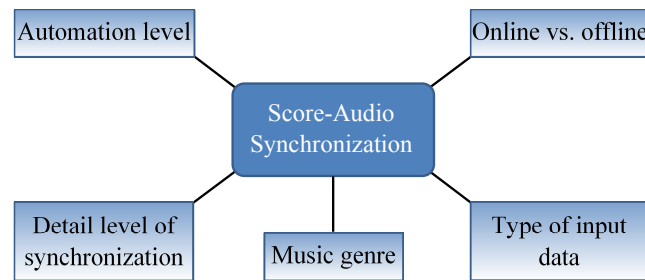 Automation level
Online vs. offline
Score-Audio
Synchronization
Detail level of
synchronization
Music genre
Type of input
data